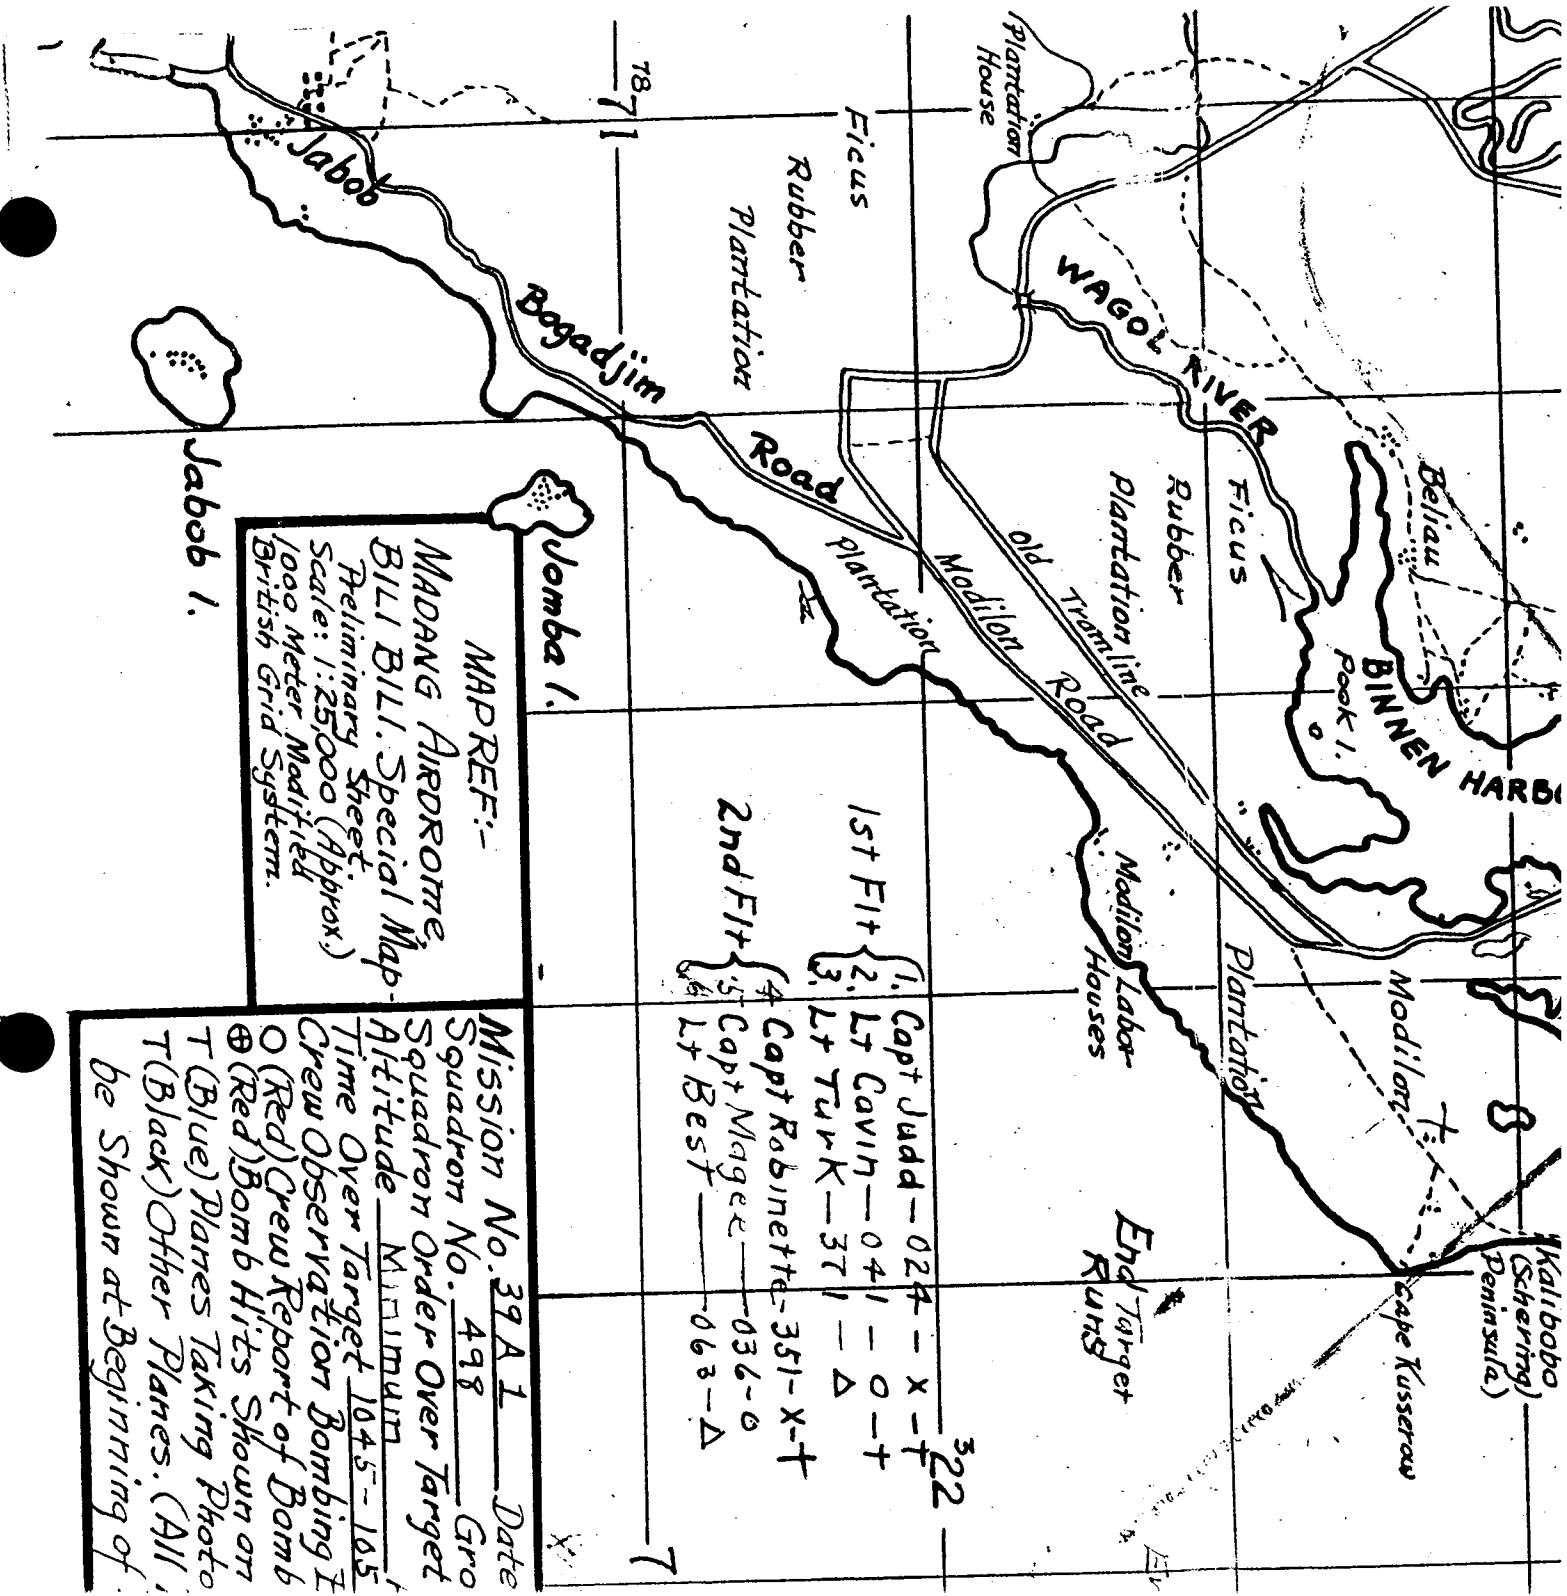 Kalibobo
(Schering)
Peninsula)
Cape Kusserow
BINNEN HARBO
Pook I.
Beliau
WAGOL RIVER
Modilon
Plantation
Ficus
Rubber
Plantation
Old Tramline
Modilon Road
Plantation
Modilon Labor
Houses
End Target
Runs
Plantation
House
Ficus
Rubber
Plantation
Bogadjim Road
Jabob
Jabob I.
Jomba I.
78 71
7
³22
1st Flt
1. Capt Judd - 024 - X - T
2. Lt Cavin - 041 - O - T
3. Lt Turk - 371 - Δ
2nd Flt
4 Capt Robinette - 351 - X - T
5 Capt Magee - 036 - O
6 Lt Best - 063 - Δ
MAP REF:-
MADANG AIRDROME,
BILI BILI. Special Map-
Preliminary Sheet.
Scale: 1:25,000 (Approx.)
1000 Meter Modified
British Grid System.
Mission No. 39 A 1 Date
Squadron No. 498 Gro
Squadron Order Over Target
Altitude Minimum
Time Over Target 1045-105
Crew Observation Bombing
O (Red) Crew Report of Bomb
⊕ (Red) Bomb Hits Shown on
T (Blue) Planes Taking Photo
T (Black) Other Planes. (All
be Shown at Beginning of